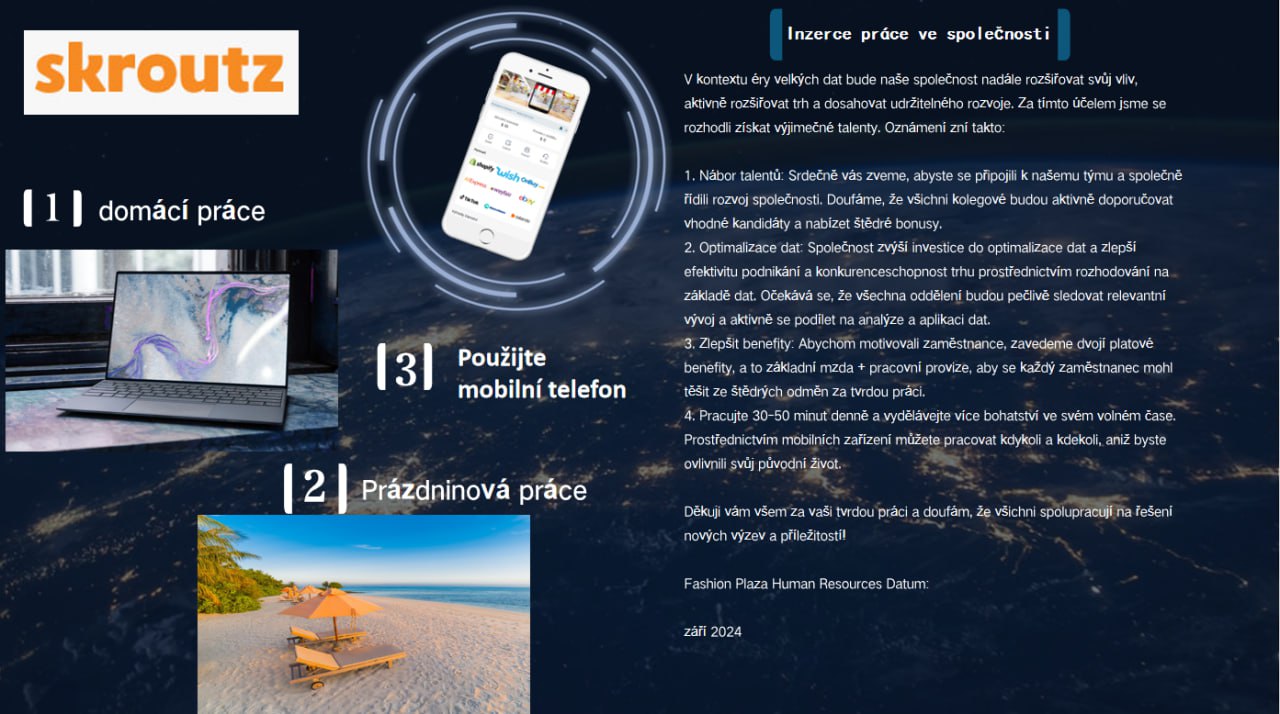 skroutz
1 domácí práce
shopify wish OnBuy
AliExpress wayfair ebay
TikTok
3 Použijte
mobilní telefon
2 Prázdninová práce
Inzerce práce ve společnosti
V kontextu éry velkých dat bude naše společnost nadále rozšiřovat svůj vliv,
aktivně rozšiřovat trh a dosahovat udržitelného rozvoje. Za tímto účelem jsme se
rozhodli získat výjimečné talenty. Oznámení zní takto:
1. Nábor talentů: Srdečně vás zveme, abyste se připojili k našemu týmu a společně
řídili rozvoj společnosti. Doufáme, že všichni kolegové budou aktivně doporučovat
vhodné kandidáty a nabízet štědré bonusy.
2. Optimalizace dat: Společnost zvýší investice do optimalizace dat a zlepší
efektivitu podnikání a konkurenceschopnost trhu prostřednictvím rozhodování na
základě dat. Očekává se, že všechna oddělení budou pečlivě sledovat relevantní
vývoj a aktivně se podílet na analýze a aplikaci dat.
3. Zlepšit benefity: Abychom motivovali zaměstnance, zavedeme dvojí platové
benefity, a to základní mzda + pracovní provize, aby se každý zaměstnanec mohl
těšit ze štědrých odměn za tvrdou práci.
4. Pracujte 30-50 minut denně a vydělávejte více bohatství ve svém volném čase.
Prostřednictvím mobilních zařízení můžete pracovat kdykoli a kdekoli, aniž byste
ovlivnili svůj původní život.
Děkuji vám všem za vaši tvrdou práci a doufám, že všichni spolupracují na řešení
nových výzev a příležitostí!
Fashion Plaza Human Resources Datum:
září 2024